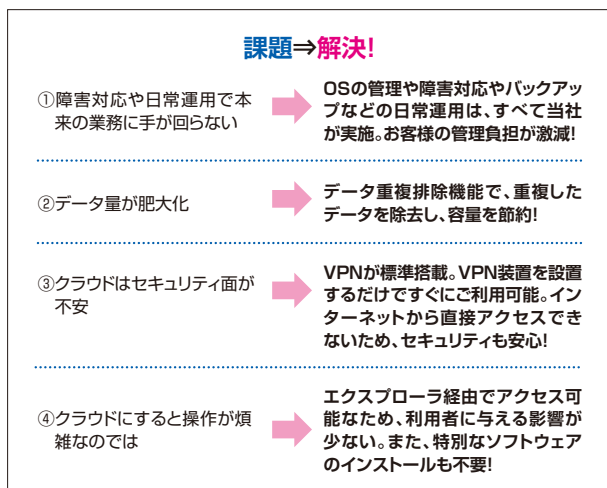 課題⇒解決!
①障害対応や日常運用で本
来の業務に手が回らない
OSの管理や障害対応やバックアッ
プなどの日常運用は、すべて当社
が実施。お客様の管理負担が激減!
②データ量が肥大化
データ重複排除機能で、重複した
データを除去し、容量を節約!
③クラウドはセキュリティ面が
不安
VPNが標準搭載。VPN装置を設置
するだけですぐにご利用可能。イン
ターネットから直接アクセスでき
ないため、セキュリティも安心!
④クラウドにすると操作が煩
雑なのでは
エクスプローラ経由でアクセス可
能なため、利用者に与える影響が
少ない。また、特別なソフトウェア
のインストールも不要!